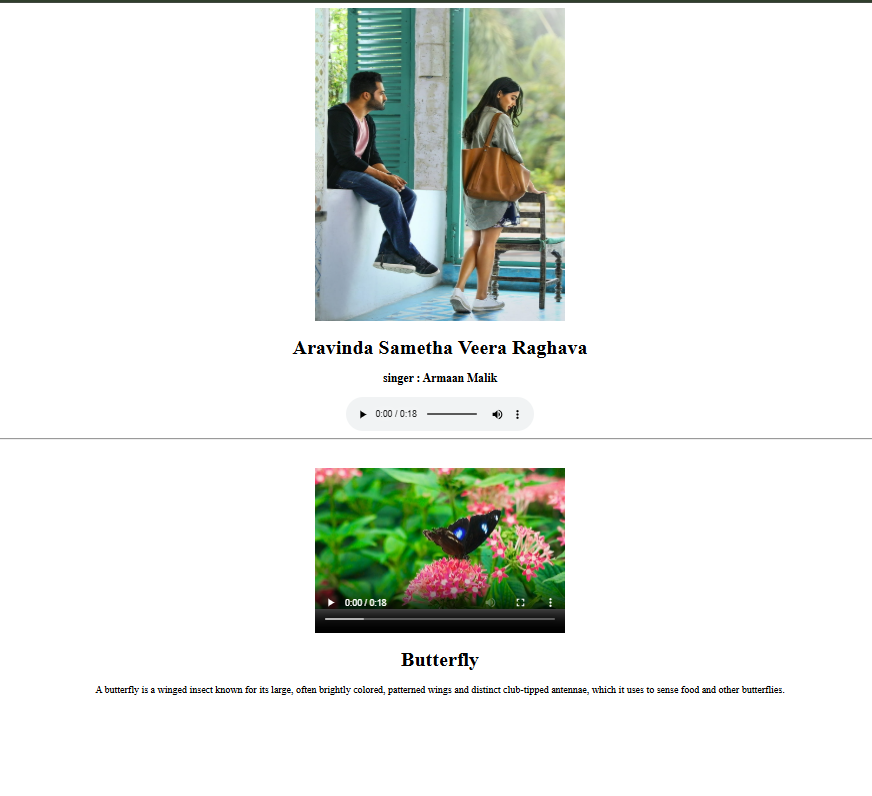 Aravinda Sametha Veera Raghava
singer : Armaan Malik
0:00 / 0:18
0:00 / 0:18
Butterfly
A butterfly is a winged insect known for its large, often brightly colored, patterned wings and distinct club-tipped antennae, which it uses to sense food and other butterflies.